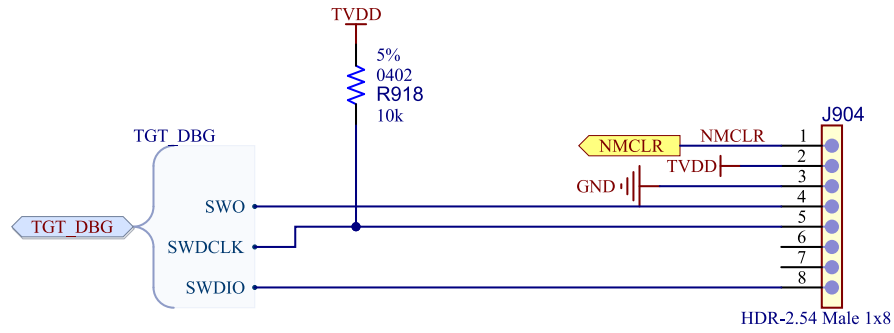 TVDD
5%
0402
R918
10k
J904
TGT_DBG
NMCLR
NMCLR
1
TVDD
2
GND
3
SWO
4
TGT_DBG
5
SWDCLK
6
7
SWDIO
8
HDR-2.54 Male 1x8